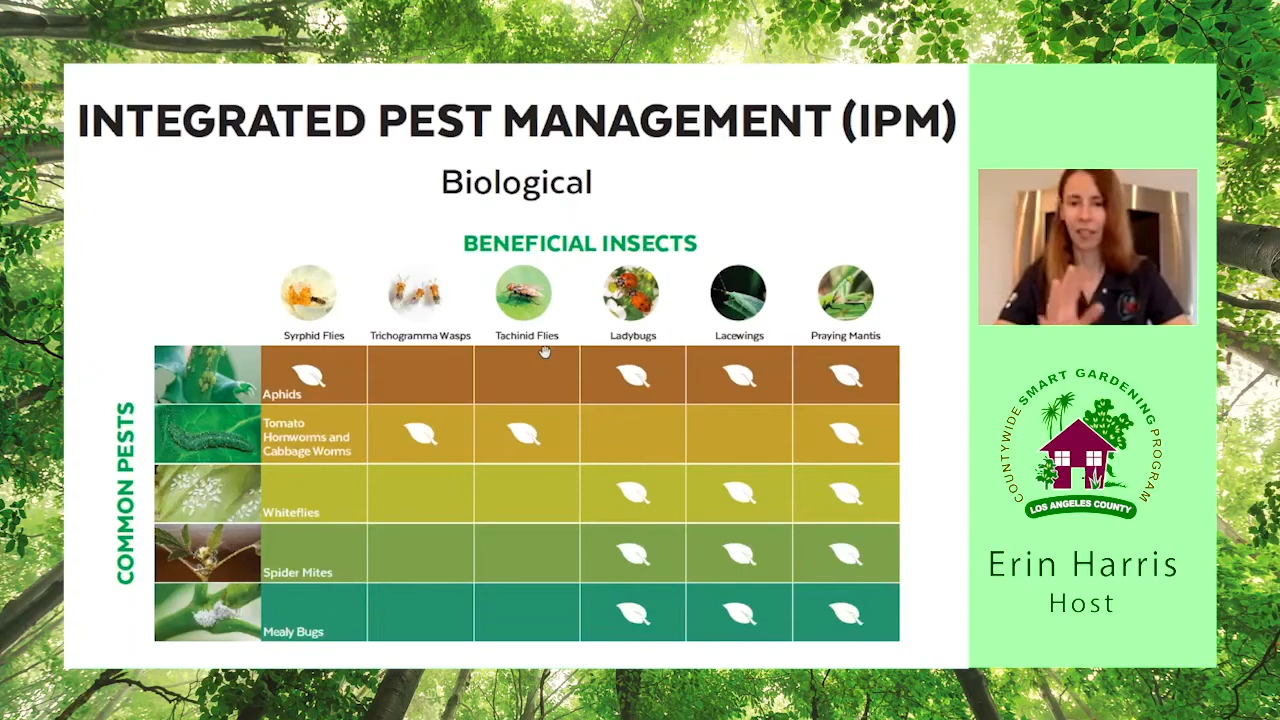 INTEGRATED PEST MANAGEMENT (IPM)
Biological
BENEFICIAL INSECTS
Syrphid Flies
Trichogramma Wasps
Tachinid Flies
Ladybugs
Lacewings
Praying Mantis
COMMON PESTS
Aphids
Tomato
Hornworms and
Cabbage Worms
Whiteflies
Spider Mites
Mealy Bugs
COUNTYWIDE SMART GARDENING PROGRAM
LOS ANGELES COUNTY
Erin Harris
Host